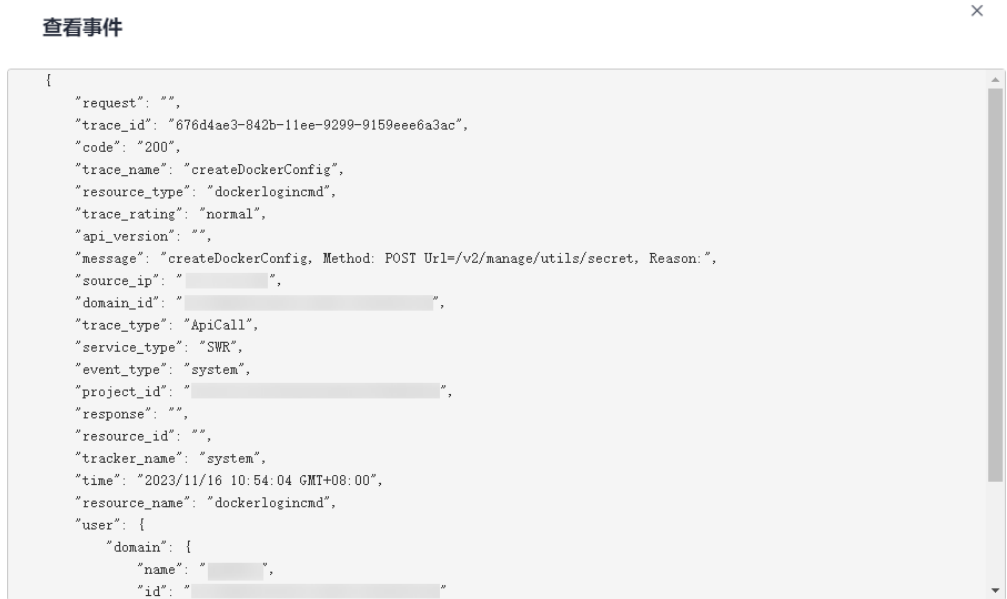 查看事件
{
"request": "",
"trace_id": "676d4ae3-842b-11ee-9299-9159eee6a3ac",
"code": "200",
"trace_name": "createDockerConfig",
"resource_type": "dockerlogincmd",
"trace_rating": "normal",
"api_version": "",
"message": "createDockerConfig, Method: POST Url=/v2/manage/utils/secret, Reason:",
"source_ip": "",
"domain_id": "",
"trace_type": "ApiCall",
"service_type": "SWR",
"event_type": "system",
"project_id": "",
"response": "",
"resource_id": "",
"tracker_name": "system",
"time": "2023/11/16 10:54:04 GMT+08:00",
"resource_name": "dockerlogincmd",
"user": {
"domain": {
"name": "",
"id": ""